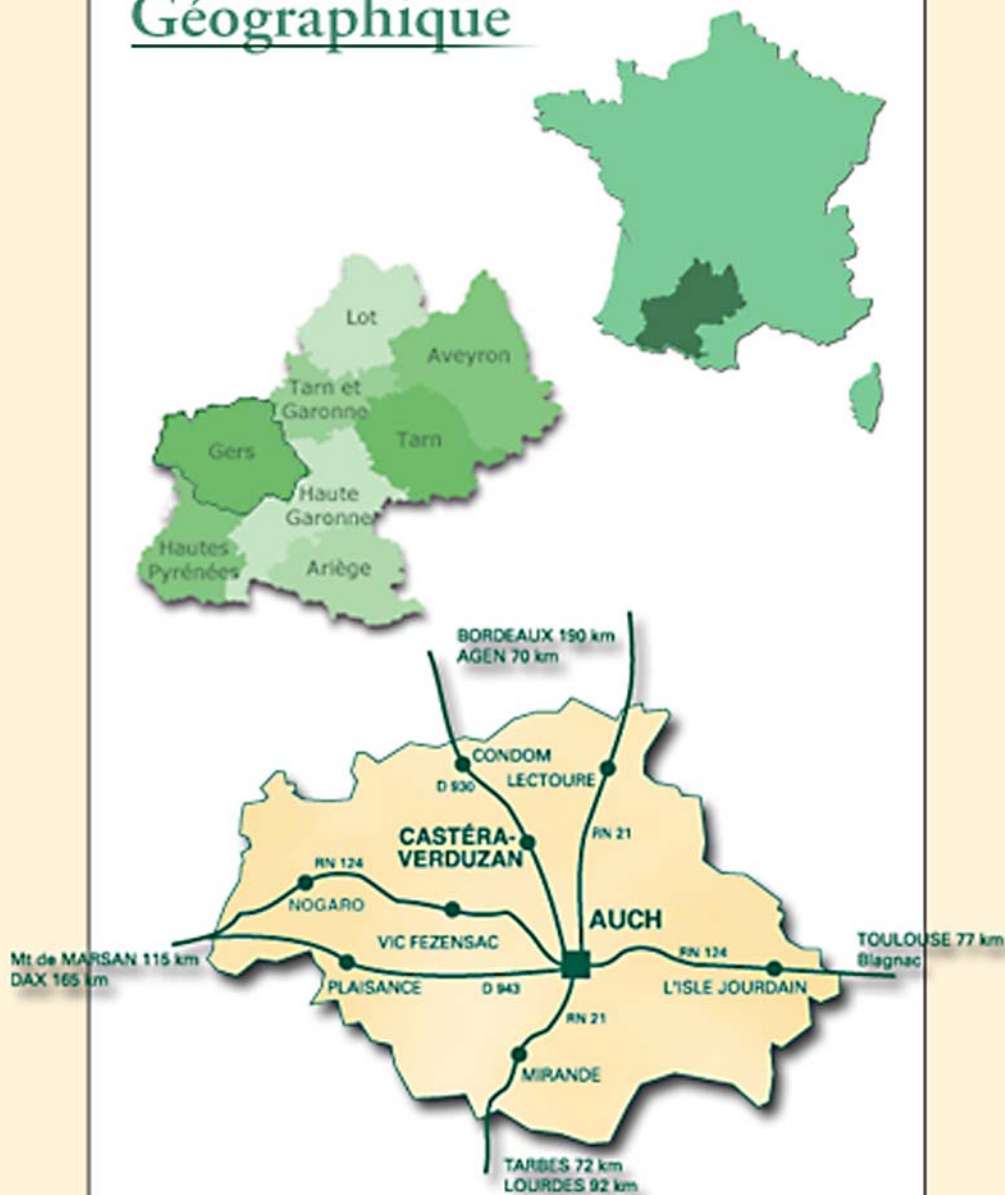 Géographique
Lot
Aveyron
Tarn et
Garonne
Gers
Tarn
Haute
Garonne
Hautes
Pyrénées
Ariège
BORDEAUX 190 km
AGEN 70 km
CONDOM
D 930
LECTOURE
CASTÉRA-
VERDUZAN
RN 21
RN 124
NOGARO
AUCH
VIC FEZENSAC
RN 124
TOULOUSE 77 km
Blagnac
Mt de MARSAN 115 km
DAX 165 km
PLAISANCE
D 943
L'ISLE JOURDAIN
RN 21
MIRANDE
TARBES 72 km
LOURDES 92 km